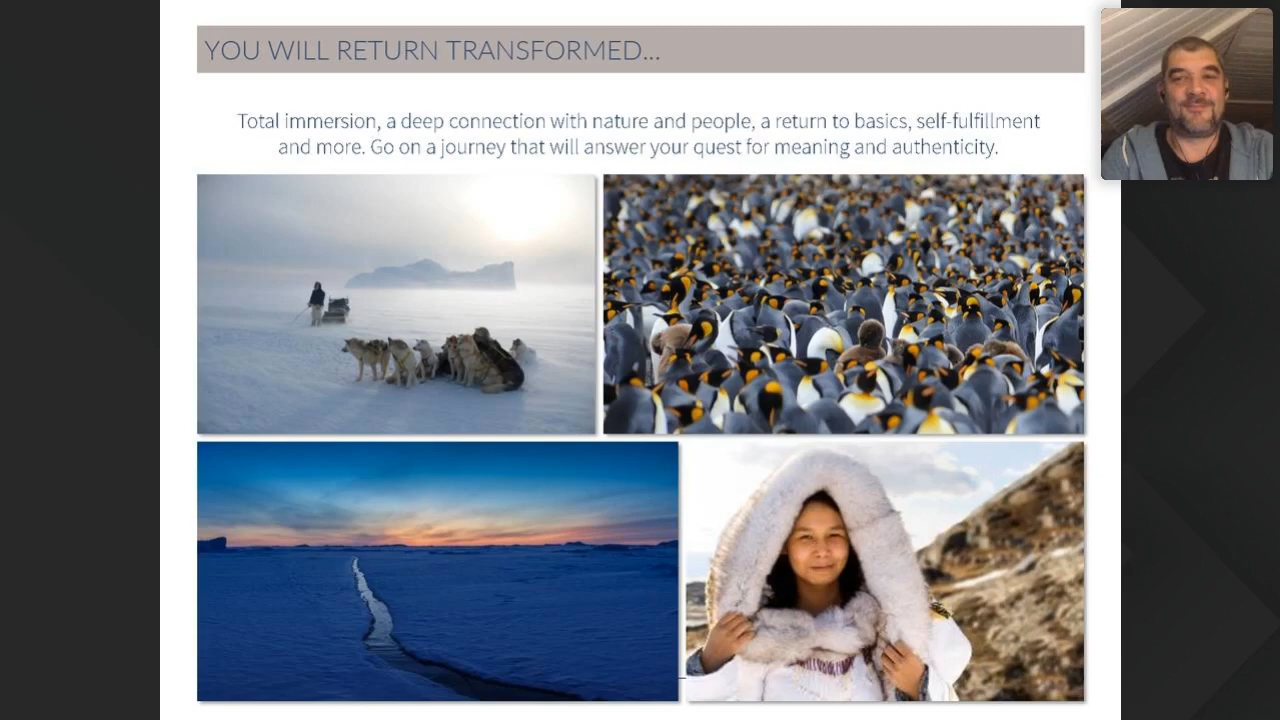 YOU WILL RETURN TRANSFORMED...
Total immersion, a deep connection with nature and people, a return to basics, self-fulfillment
and more. Go on a journey that will answer your quest for meaning and authenticity.